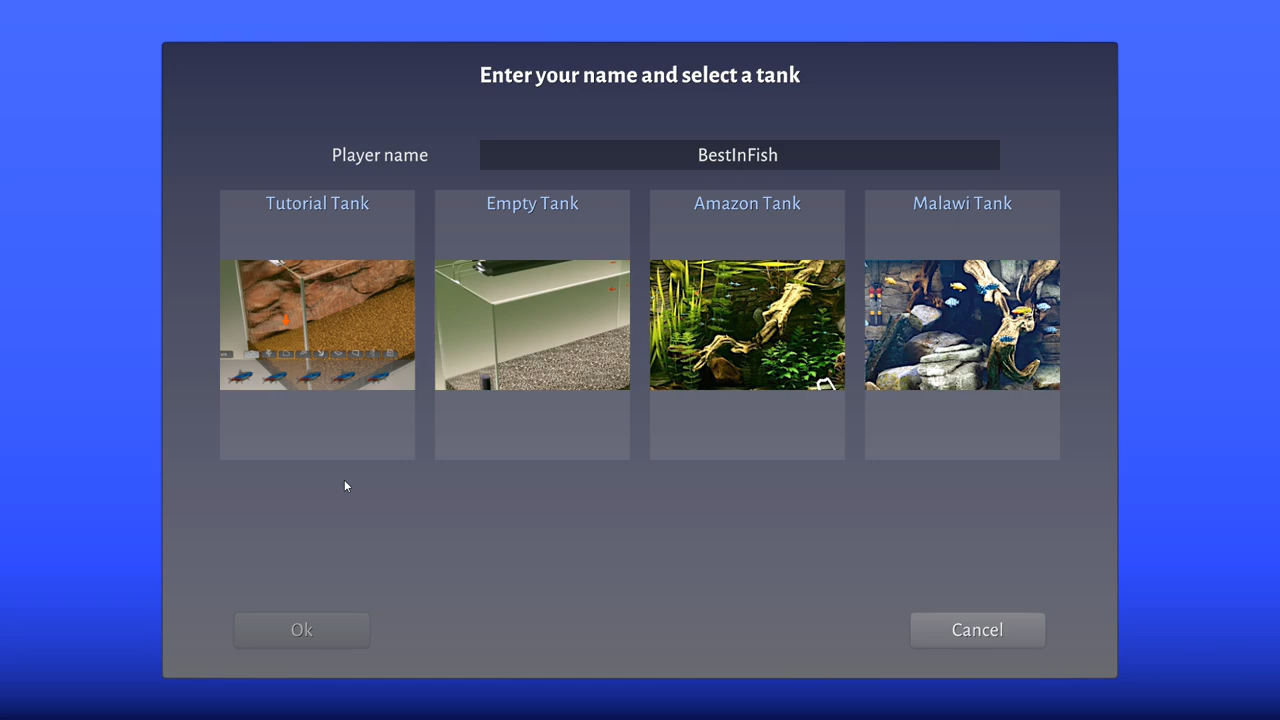 Enter your name and select a tank
Player name BestInFish
Tutorial Tank Empty Tank Amazon Tank Malawi Tank
Ok Cancel